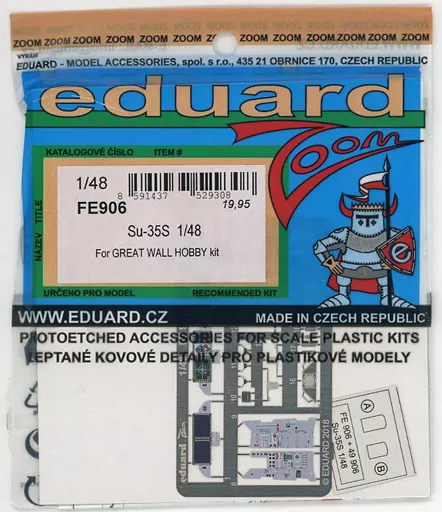 ZOOM ZOOM ZOOM ZOOM ZOOM ZOOM ZOOM ZOOM ZOOM ZOOM ZOOM ZOOM ZOOM
VYRÁBÍ
EDUARD - MODEL ACCESSORIES, spol. s r.o., 435 21 OBRNICE 170, CZECH REPUBLIC
eduard
Zoom
KATALOGOVÉ ČÍSLO ITEM #
1/48
8 591437 529308
FE906
19,95
Su-35S 1/48
For GREAT WALL HOBBY kit
NÁZEV TITLE
URČENO PRO MODEL RECOMMENDED KIT
e
WWW.EDUARD.CZ MADE IN CZECH REPUBLIC
PHOTOETCHED ACCESSORIES FOR SCALE PLASTIC KITS
LEPTANÉ KOVOVÉ DETAILY PRO PLASTIKOVÉ MODELY
eduard Zoom
© EDUARD 2018
FE 906 + 49 906
Su-35S 1/48
A
B